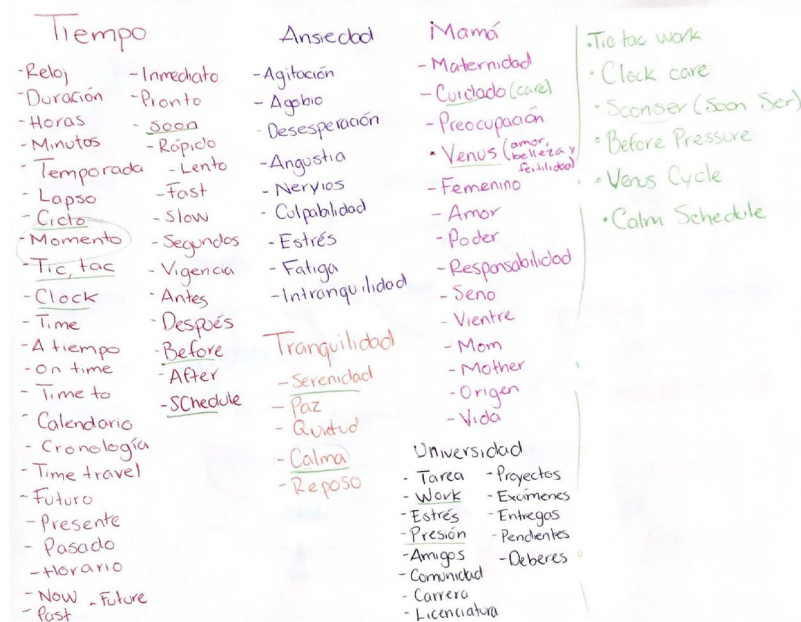 Tiempo
-Reloj
-Duración
-Horas
-Minutos
-Temporada
-Lapso
-Ciclo
-Momento
-Tic, tac
-Clock
-Time
-A tiempo
-on time
-Time to
-Calendario
-Cronología
-Time travel
-Futuro
-Presente
-Pasado
-Horario
-Now
-Future
-Past
-Inmediato
-Pronto
-Soon
-Rápido
-Lento
-Fast
-Slow
-Segundos
-Vigencia
-Antes
-Después
-Before
-After
-Schedule
Ansiedad
-Agitación
-Agobio
-Desesperación
-Angustia
-Nervios
-Culpabilidad
-Estrés
-Fatiga
-Intranquilidad
Tranquilidad
-Serenidad
-Paz
-Quietud
-Calma
-Reposo
Mamá
-Maternidad
-Cuidado (care)
-Preocupación
•Venus (amor,
belleza y
fertilidad)
-Femenino
-Amor
-Poder
-Responsabilidad
-Seno
-Vientre
-Mom
-Mother
-Origen
-Vida
Universidad
-Tarea
-Work
-Estrés
-Presión
-Amigos
-Comunidad
-Carrera
-Licenciatura
-Proyectos
-Exámenes
-Entregas
-Pendientes
-Deberes
•Tic tac work
•Clock care
•Soonser (Soon Ser)
•Before Pressure
•Venus Cycle
•Calm Schedule